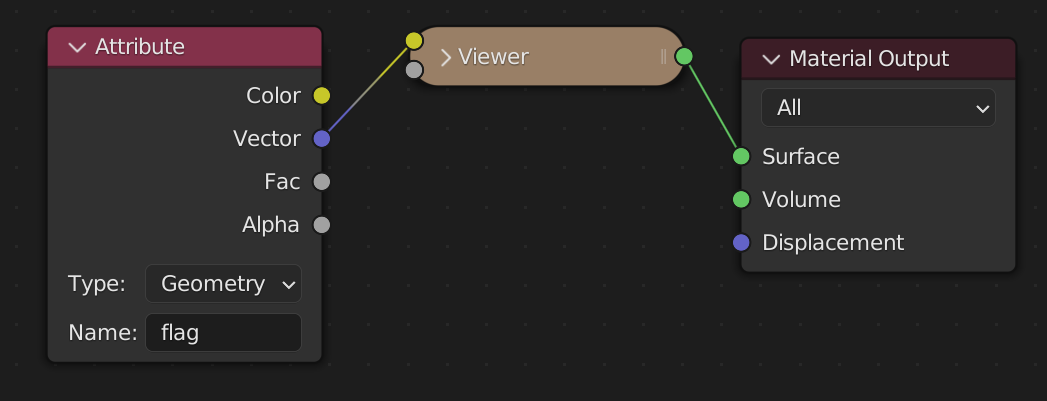 Attribute
Color
Vector
Fac
Alpha
Type: Geometry
Name: flag
Viewer
Material Output
All
Surface
Volume
Displacement